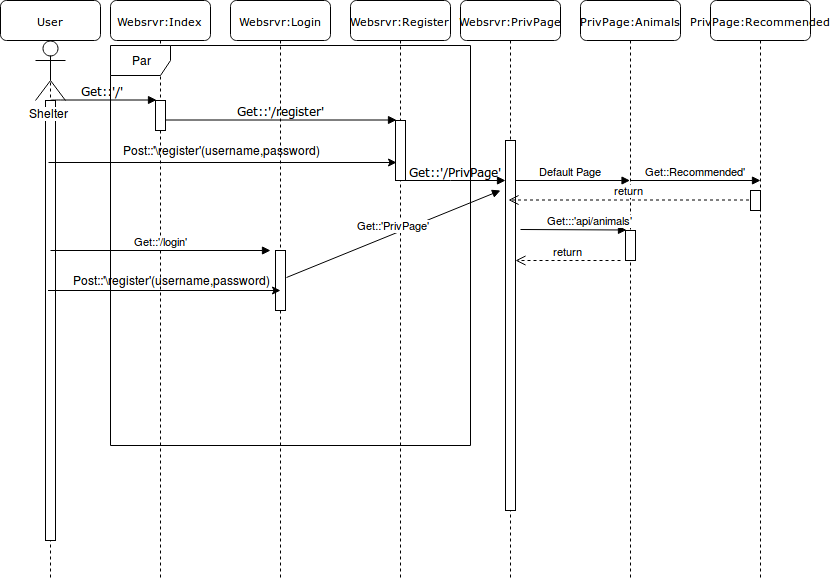 User
Websrvr:Index
Websrvr:Login
Websrvr:Register
Websrvr:PrivPage
PrivPage:Animals
PrivPage:Recommended
Par
Get::'/'
Shelter
Get::'/register'
Post::'\register'(username,password)
Get::'/PrivPage'
Default Page
Get::Recommended'
return
Get::'PrivPage'
Get:::'api/animals'
Get::'/login'
return
Post::'\register'(username,password)